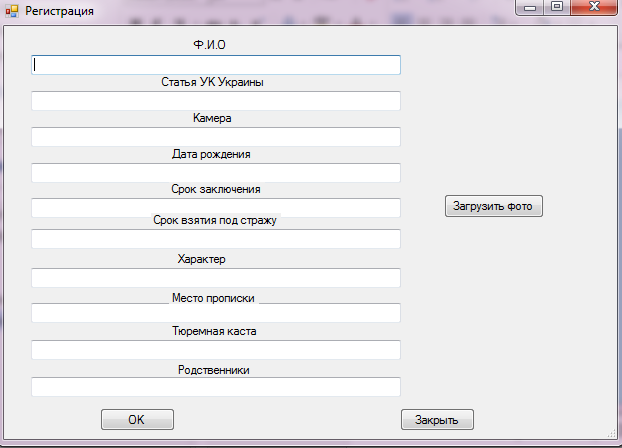 Регистрация
Ф.И.О
Статья УК Украины
Камера
Дата рождения
Срок заключения
Загрузить фото
Срок взятия под стражу
Характер
Место прописки
Тюремная каста
Родственники
OK
Закрыть